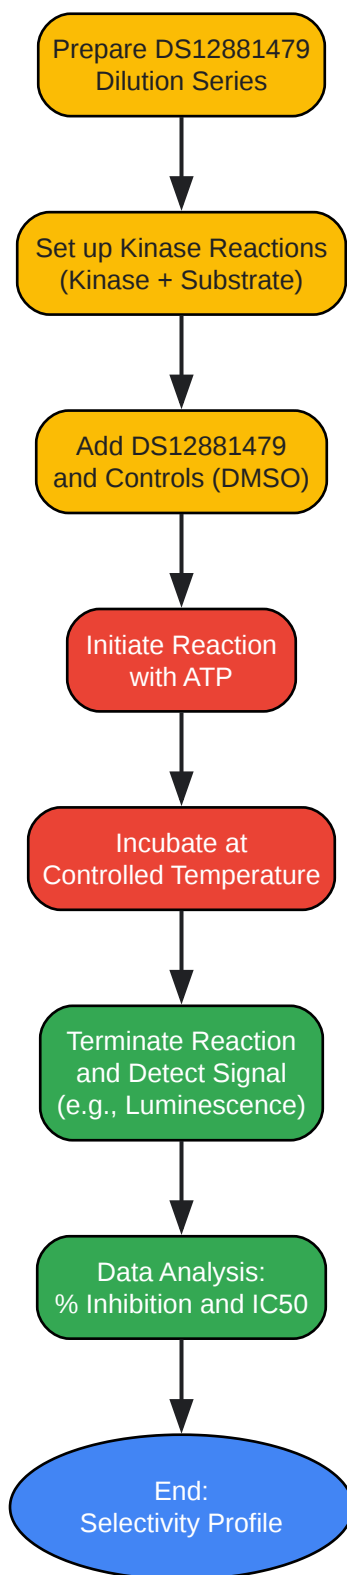 Prepare DS12881479
Dilution Series
Set up Kinase Reactions
(Kinase + Substrate)
Add DS12881479
and Controls (DMSO)
Initiate Reaction
with ATP
Incubate at
Controlled Temperature
Terminate Reaction
and Detect Signal
(e.g., Luminescence)
Data Analysis:
% Inhibition and IC50
End:
Selectivity Profile